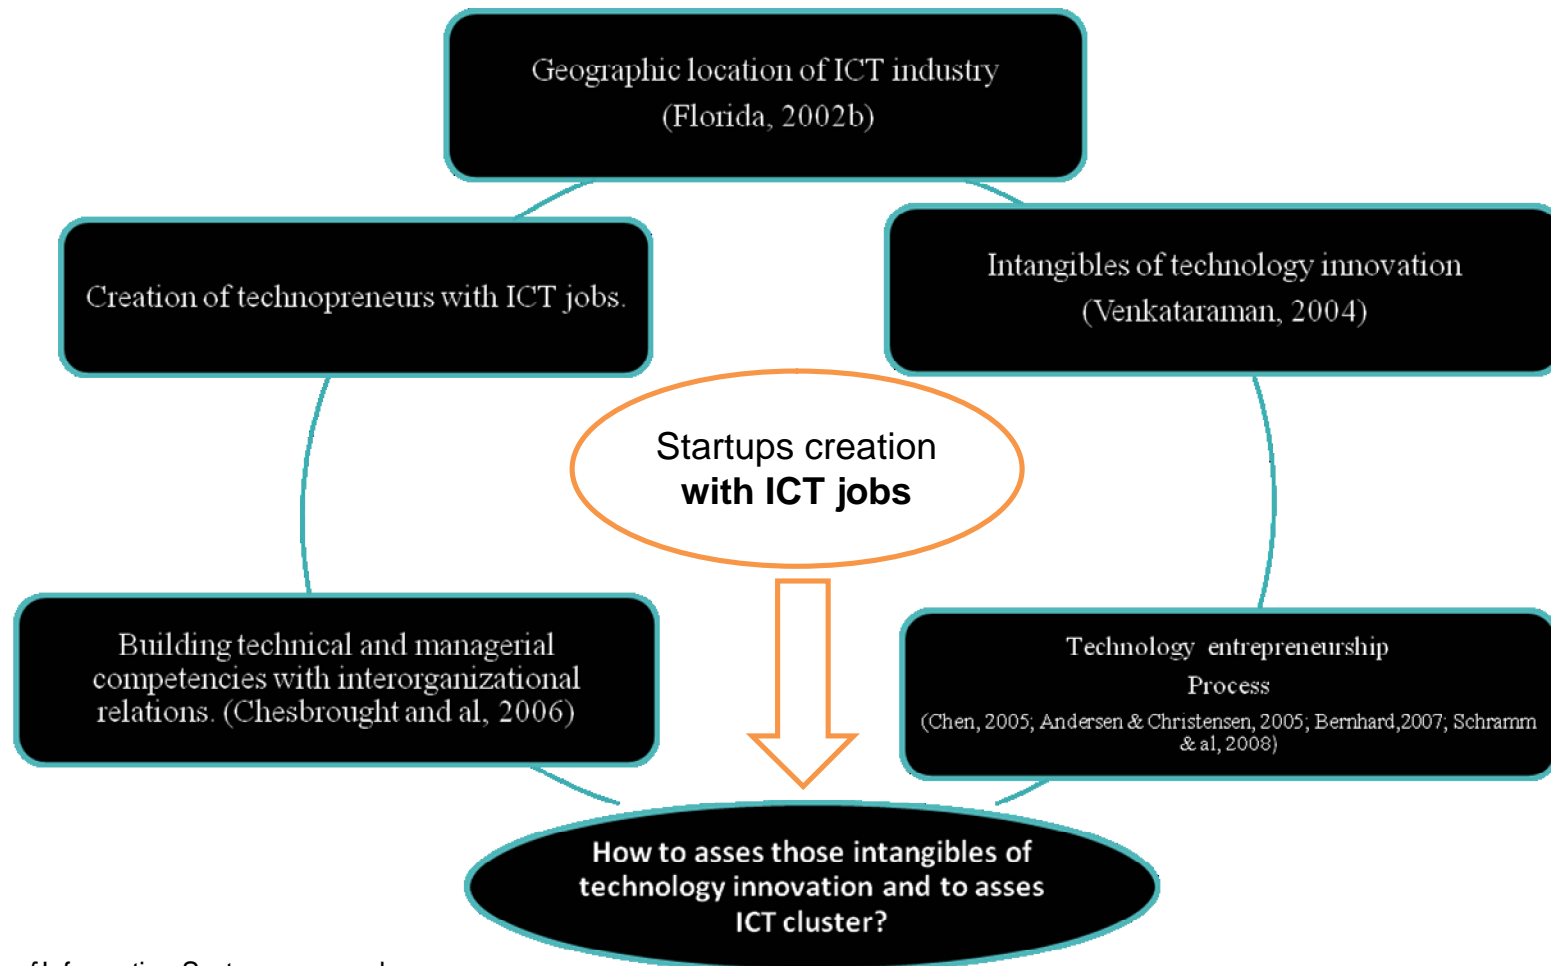 Geographic location of ICT industry
(Florida, 2002b)
Creation of technopreneurs with ICT jobs.
Intangibles of technology innovation
(Venkataraman, 2004)
Startups creation
with ICT jobs
Building technical and managerial
competencies with interorganizational
relations. (Chesbrought and al, 2006)
Technology entrepreneurship
Process
(Chen, 2005; Andersen & Christensen, 2005; Bernhard,2007; Schramm
& al, 2008)
How to asses those intangibles of
technology innovation and to asses
ICT cluster?